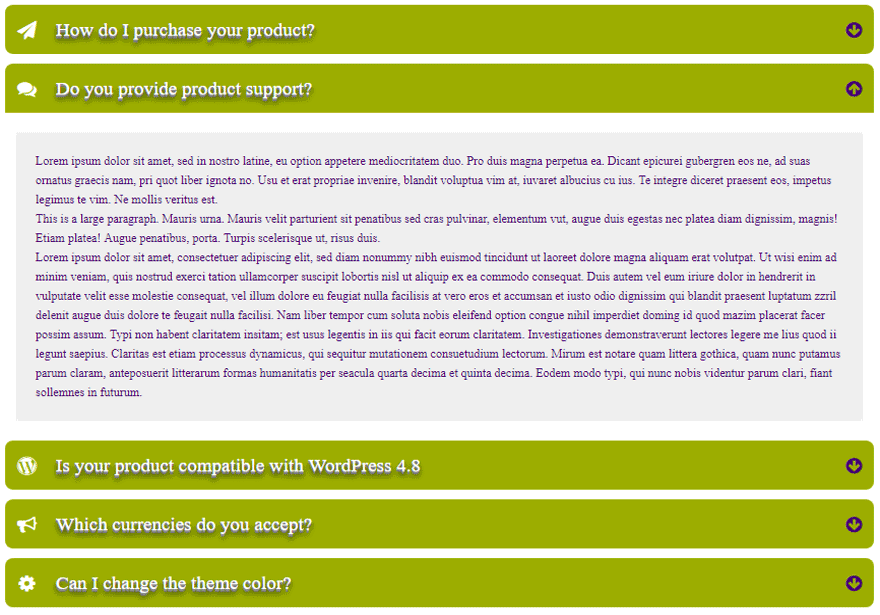 How do I purchase your product?
Do you provide product support?
Lorem ipsum dolor sit amet, sed in nostro latine, eu option appetere mediocritatem duo. Pro duis magna perpetua ea. Dicant epicurei gubergren eos ne, ad suas
ornatus graecis nam, pri quot liber ignota no. Usu et erat propriae invenire, blandit voluptua vim at, iuvaret albucius cu ius. Te integre diceret praesent eos, impetus
legimus te vim. Ne mollis veritus est.
This is a large paragraph. Mauris urna. Mauris velit parturient sit penatibus sed cras pulvinar, elementum vut, augue duis egestas nec platea diam dignissim, magnis!
Etiam platea! Augue penatibus, porta. Turpis scelerisque ut, risus duis.
Lorem ipsum dolor sit amet, consectetuer adipiscing elit, sed diam nonummy nibh euismod tincidunt ut laoreet dolore magna aliquam erat volutpat. Ut wisi enim ad
minim veniam, quis nostrud exerci tation ullamcorper suscipit lobortis nisl ut aliquip ex ea commodo consequat. Duis autem vel eum iriure dolor in hendrerit in
vulputate velit esse molestie consequat, vel illum dolore eu feugiat nulla facilisis at vero eros et accumsan et iusto odio dignissim qui blandit praesent luptatum zzril
delenit augue duis dolore te feugait nulla facilisi. Nam liber tempor cum soluta nobis eleifend option congue nihil imperdiet doming id quod mazim placerat facer
possim assum. Typi non habent claritatem insitam; est usus legentis in iis qui facit eorum claritatem. Investigationes demonstraverunt lectores legere me lius quod ii
legunt saepius. Claritas est etiam processus dynamicus, qui sequitur mutationem consuetudium lectorum. Mirum est notare quam littera gothica, quam nunc putamus
parum claram, anteposuerit litterarum formas humanitatis per seacula quarta decima et quinta decima. Eodem modo typi, qui nunc nobis videntur parum clari, fiant
sollemnes in futurum.
Is your product compatible with WordPress 4.8
Which currencies do you accept?
Can I change the theme color?